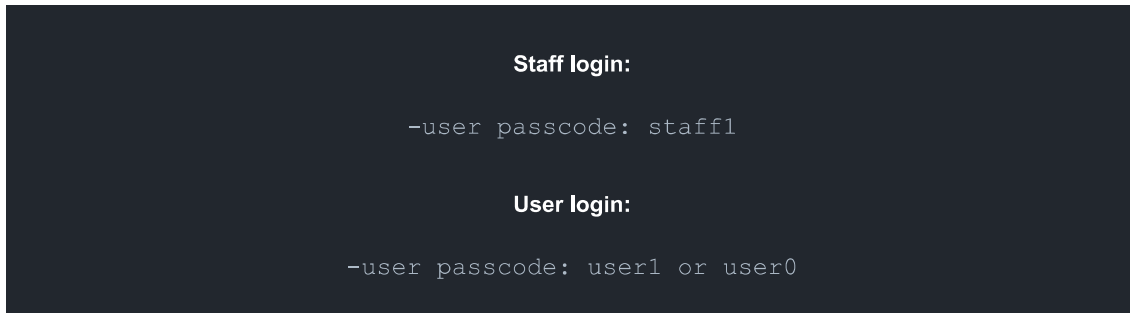 Staff login:
-user passcode: staff1
User login:
-user passcode: user1 or user0